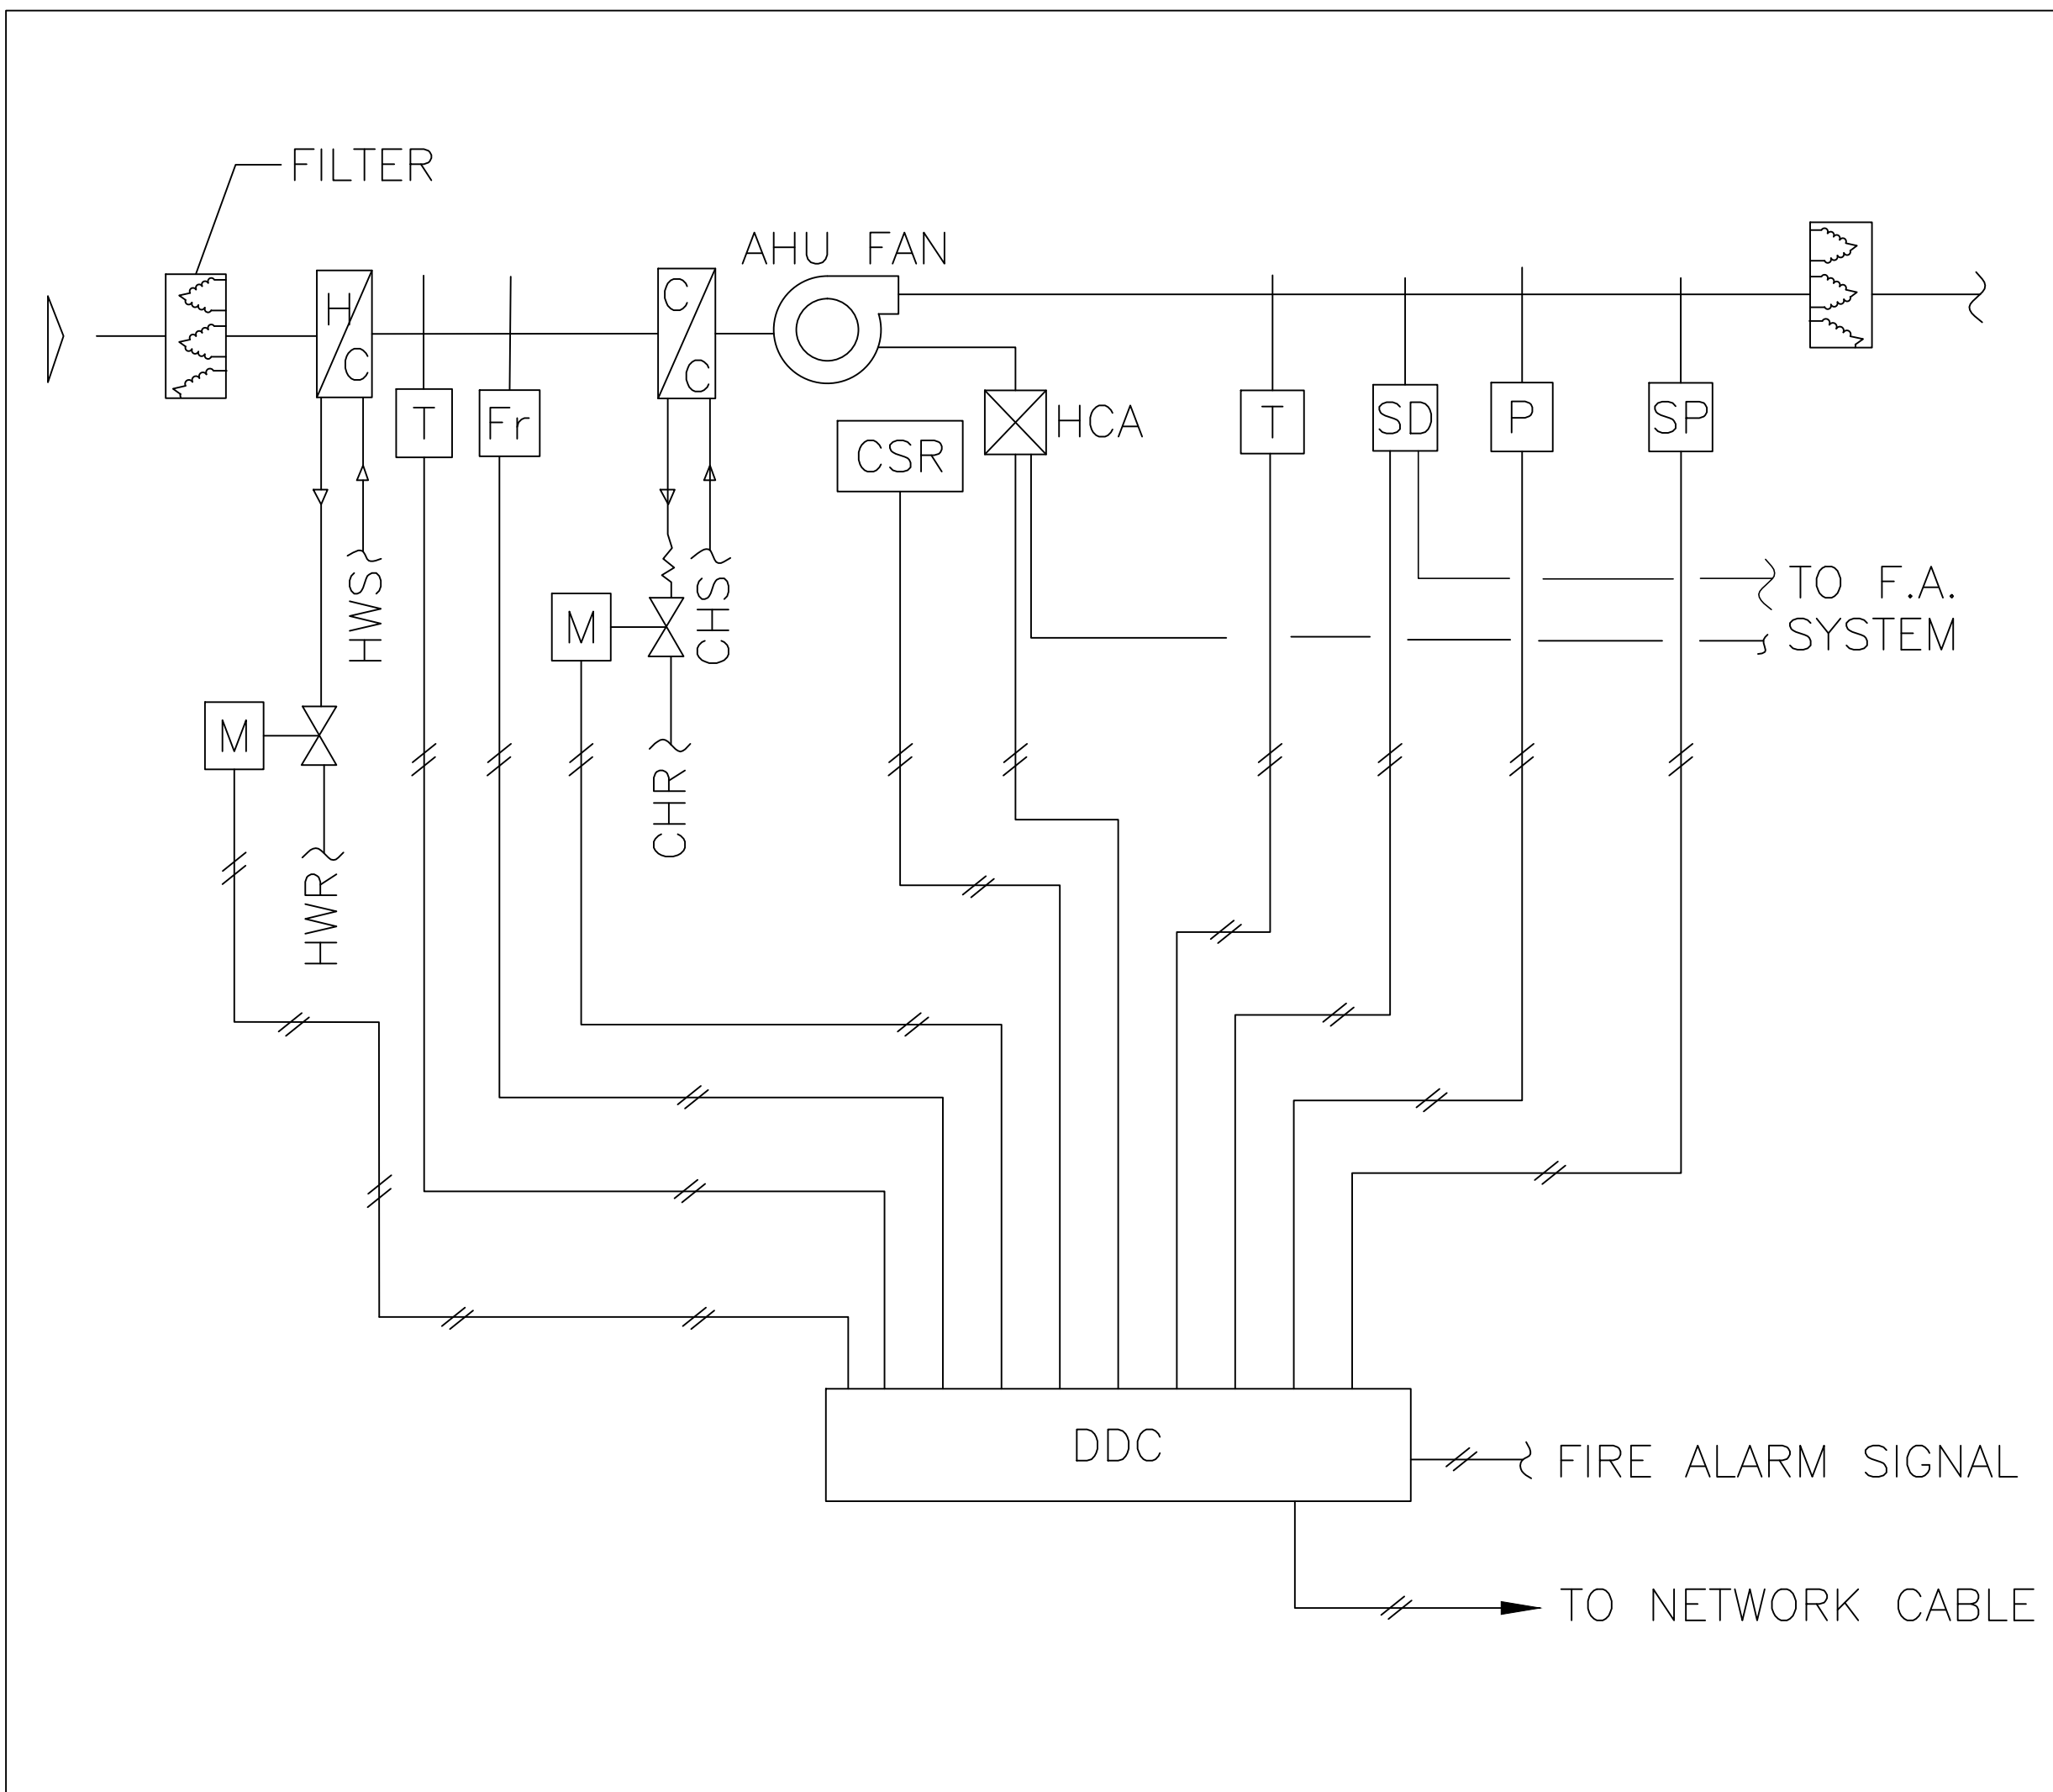 FILTER
AHU FAN
H
C
C
C
T
Fr
CSR
HCA
T
SD
P
SP
HWS
CHS
M
TO F.A.
SYSTEM
M
CHR
HWR
DDC
FIRE ALARM SIGNAL
TO NETWORK CABLE